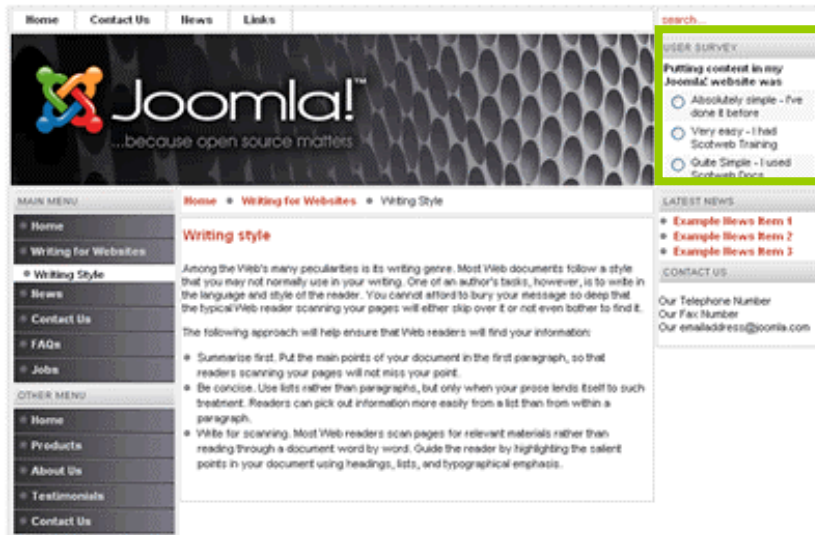 Home Contact Us News Links
search...
Joomla!™
...because open source matters
USER SURVEY
Putting content in my
Joomla! website was
Absolutely simple - I've
done it before
Very easy - I had
Scotweb Training
Quite Simple - I used
Scotweb Docs
MAIN MENU
Home
Writing for Websites
Writing Style
News
Contact Us
FAQs
Jobs
OTHER MENU
Home
Products
About Us
Testimonials
Contact Us
Home Writing for Websites Writing Style
Writing style
Among the Web's many peculiarities is its writing genre. Most Web documents follow a style
that you may not normally use in your writing. One of an author's tasks, however, is to write in
the language and style of the reader. You cannot afford to bury your message so deep that
the typical Web reader scanning your pages will either skip over it or not even bother to find it.
The following approach will help ensure that Web readers will find your information:
Summarise first. Put the main points of your document in the first paragraph, so that
readers scanning your pages will not miss your point.
Be concise. Use lists rather than paragraphs, but only when your prose lends itself to such
treatment. Readers can pick out information more easily from a list than from within a
paragraph.
Write for scanning. Most Web readers scan pages for relevant materials rather than
reading through a document word by word. Guide the reader by highlighting the salient
points in your document using headings, lists, and typographical emphasis.
LATEST NEWS
Example News Item 1
Example News Item 2
Example News Item 3
CONTACT US
Our Telephone Number
Our Fax Number
Our emailaddress@joomla.com